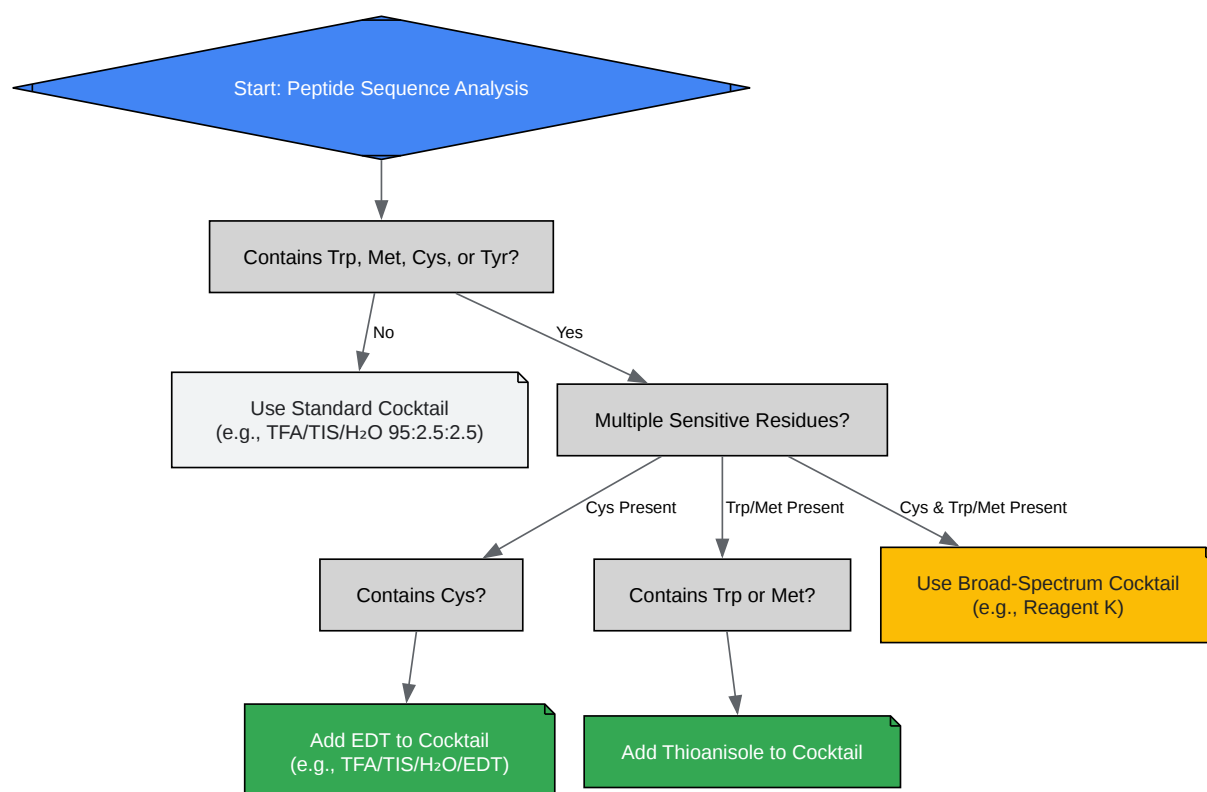 Start: Peptide Sequence Analysis
Contains Trp, Met, Cys, or Tyr?
No
Yes
Use Standard Cocktail
(e.g., TFA/TIS/H₂O 95:2.5:2.5)
Multiple Sensitive Residues?
Cys Present
Trp/Met Present
Cys & Trp/Met Present
Contains Cys?
Contains Trp or Met?
Use Broad-Spectrum Cocktail
(e.g., Reagent K)
Add EDT to Cocktail
(e.g., TFA/TIS/H₂O/EDT)
Add Thioanisole to Cocktail